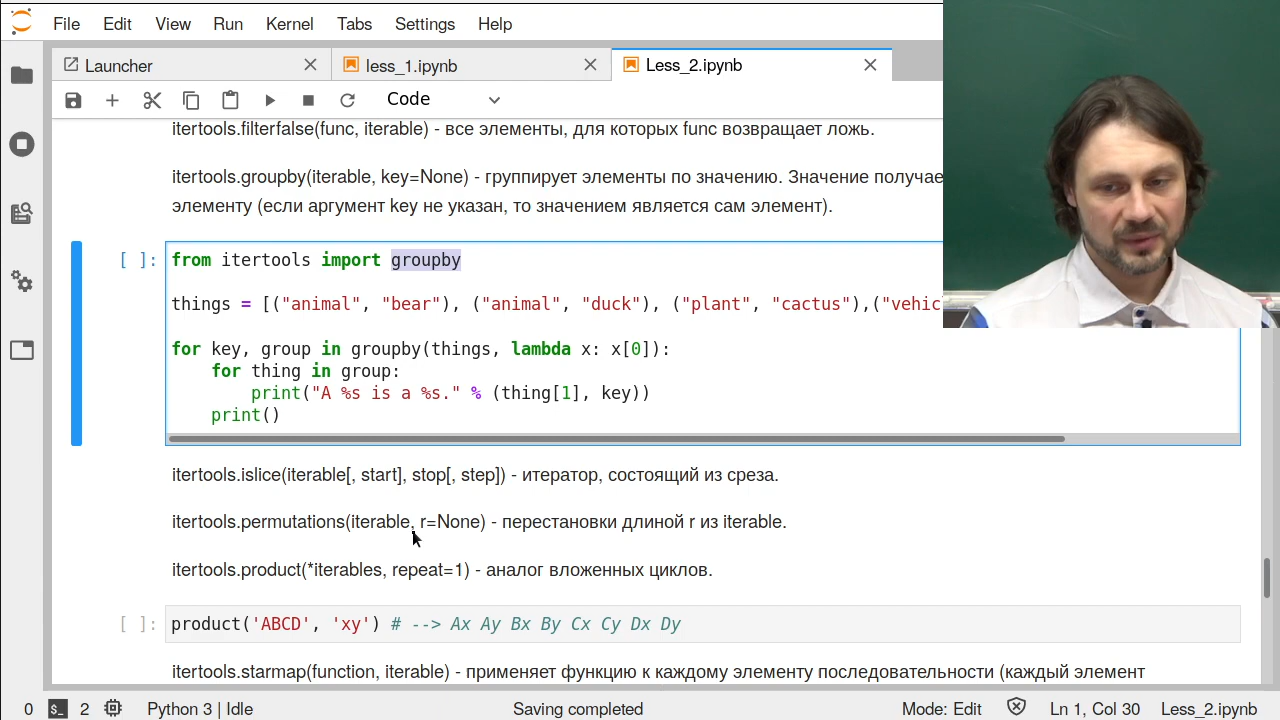 File Edit View Run Kernel Tabs Settings Help
Launcher less_1.ipynb Less_2.ipynb
Code
itertools.filterfalse(func, iterable) - все элементы, для которых func возвращает ложь.
itertools.groupby(iterable, key=None) - группирует элементы по значению. Значение получае
элементу (если аргумент key не указан, то значением является сам элемент).
[ ]: from itertools import groupby
things = [("animal", "bear"), ("animal", "duck"), ("plant", "cactus"),("vehic
for key, group in groupby(things, lambda x: x[0]):
for thing in group:
print("A %s is a %s." % (thing[1], key))
print()
itertools.islice(iterable[, start], stop[, step]) - итератор, состоящий из среза.
itertools.permutations(iterable, r=None) - перестановки длиной r из iterable.
itertools.product(*iterables, repeat=1) - аналог вложенных циклов.
[ ]: product('ABCD', 'xy') # --> Ax Ay Bx By Cx Cy Dx Dy
itertools.starmap(function, iterable) - применяет функцию к каждому элементу последовательности (каждый элемент
0 2 Python 3 | Idle Saving completed Mode: Edit Ln 1, Col 30 Less_2.ipynb